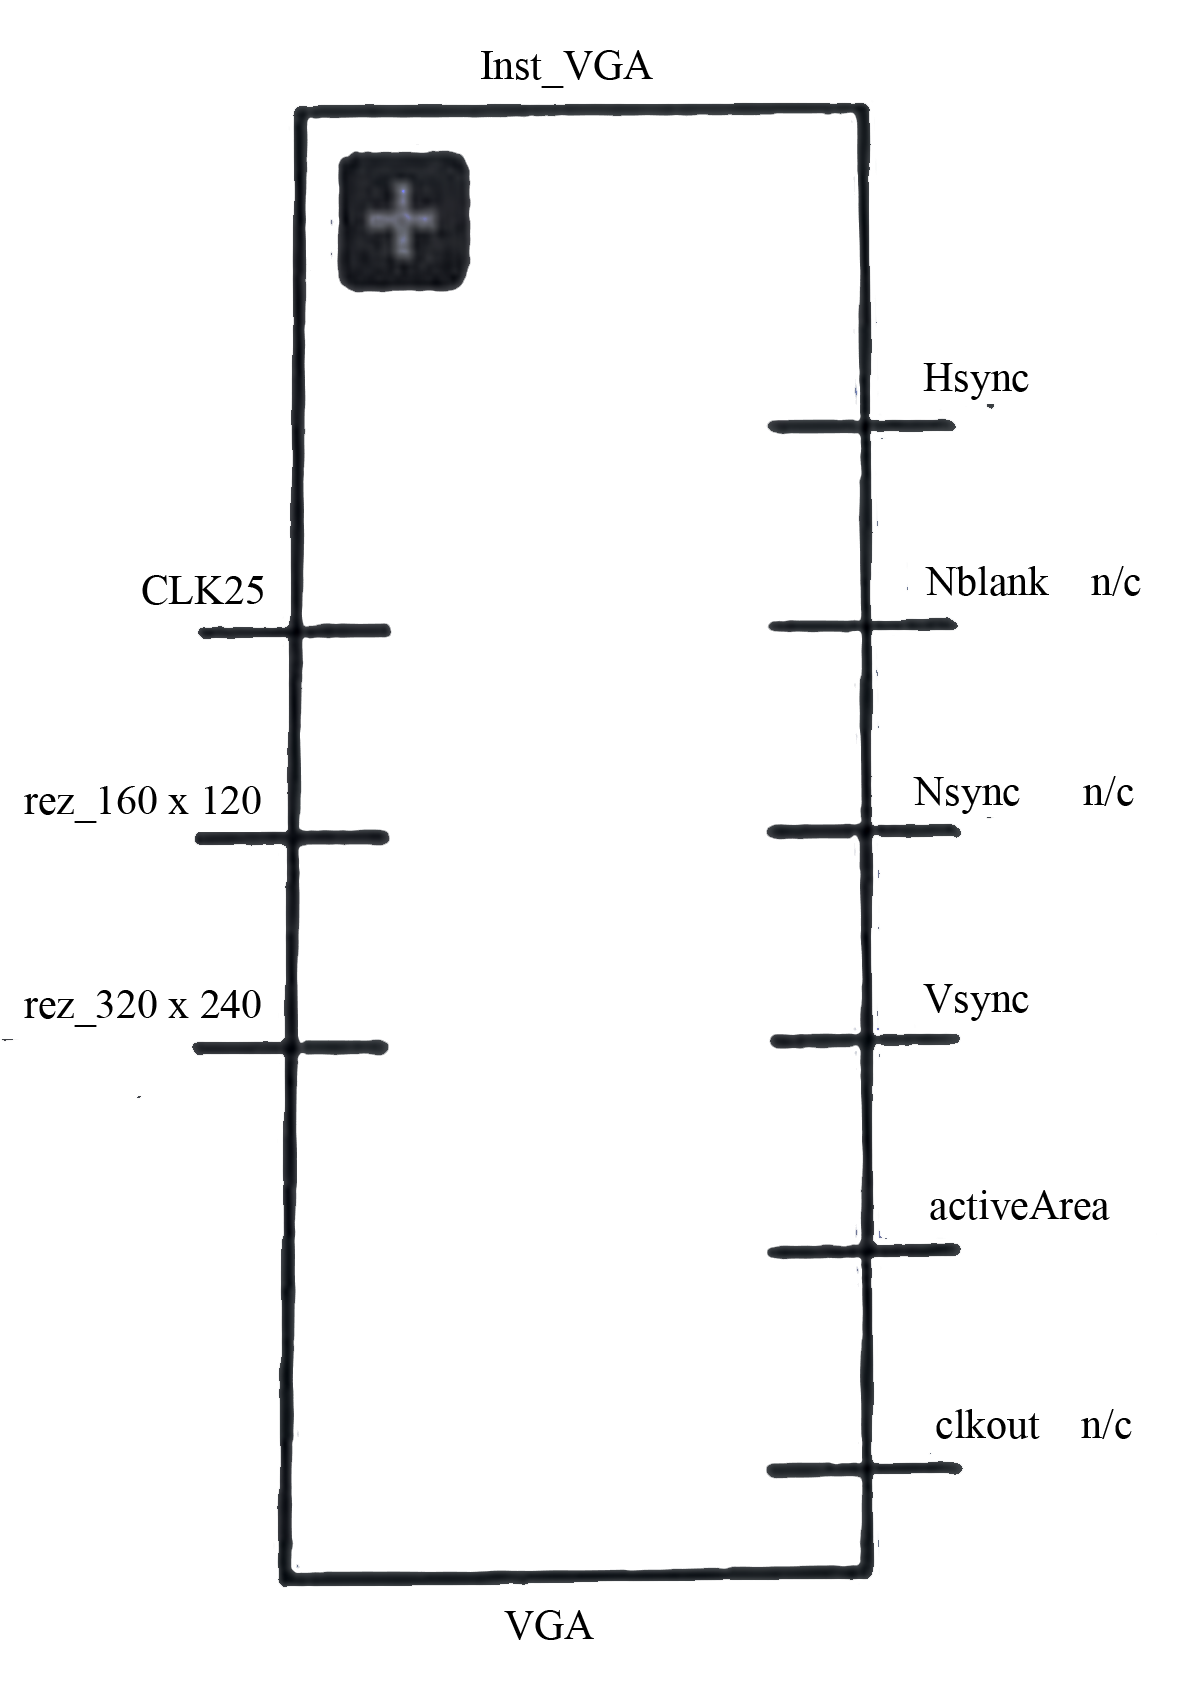 Inst_VGA
Hsync
CLK25
Nblank n/c
rez_160 x 120
Nsync n/c
rez_320 x 240
Vsync
activeArea
clkout n/c
VGA